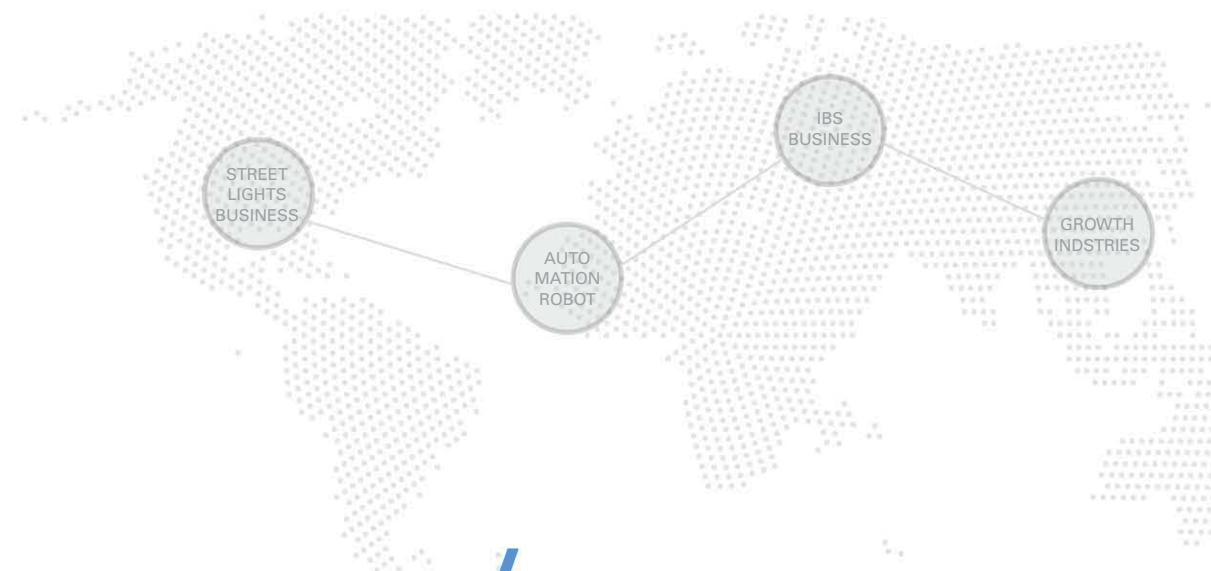 STREET
LIGHTS
BUSINESS
AUTO
MATION
ROBOT
IBS
BUSINESS
GROWTH
INDSTRIES